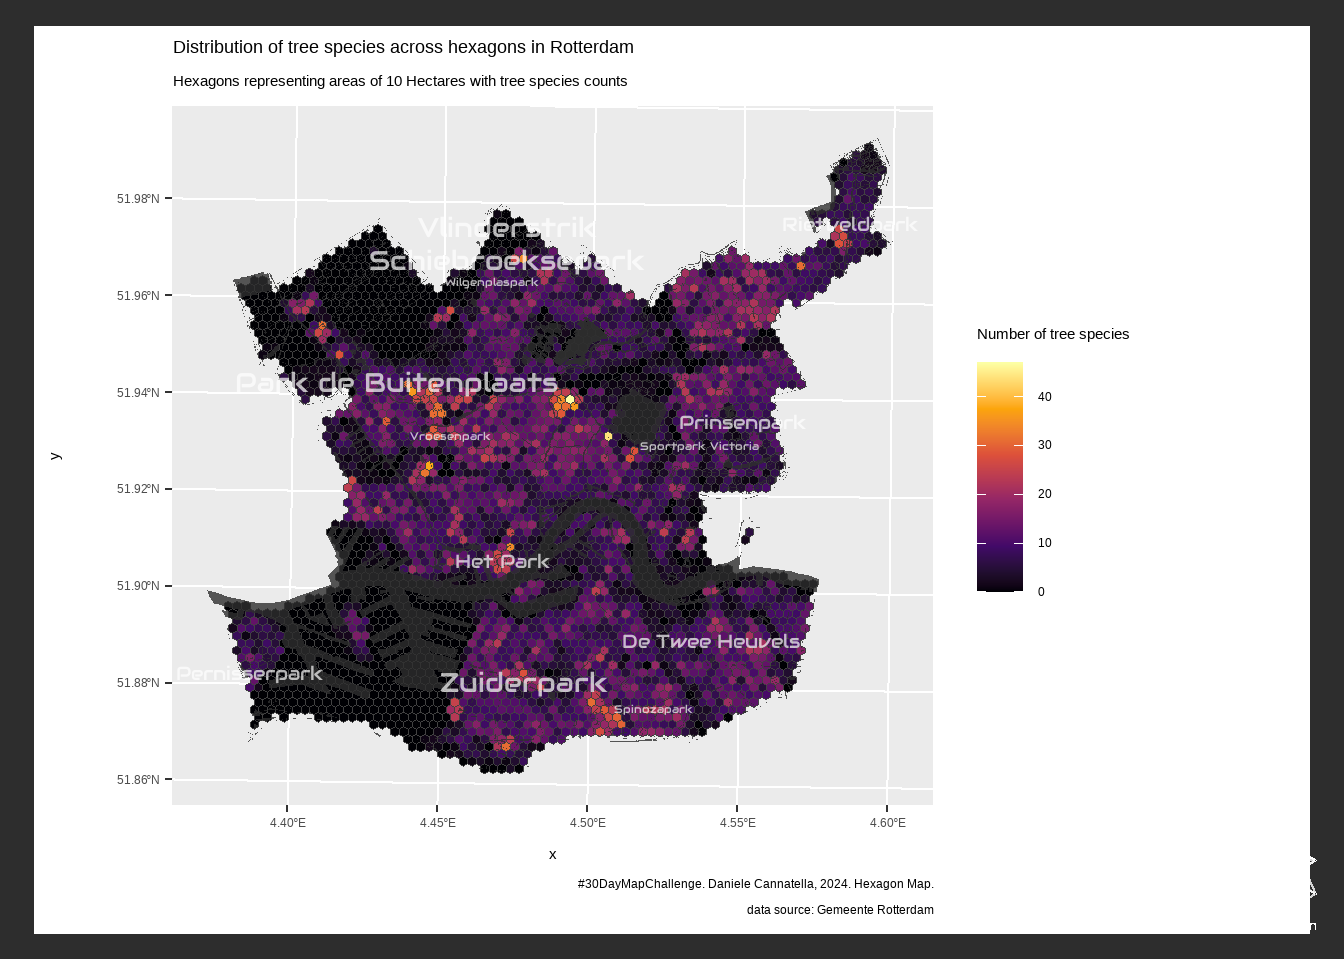 Distribution of tree species across hexagons in Rotterdam
Hexagons representing areas of 10 Hectares with tree species counts
51.98°N
51.96°N
51.94°N
51.92°N
51.90°N
51.88°N
51.86°N
y
Vlinderstrik
Rietveldpark
Schiebroeksepark
Wilgenplaspark
Park de Buitenplaats
Prinsenpark
Vroesenpark
Sportpark Victoria
Het Park
De Twee Heuvels
Pernisserpark
Zuiderpark
Spinozapark
4.40°E
4.45°E
4.50°E
4.55°E
4.60°E
x
Number of tree species
40
30
20
10
0
#30DayMapChallenge. Daniele Cannatella, 2024. Hexagon Map.
data source: Gemeente Rotterdam